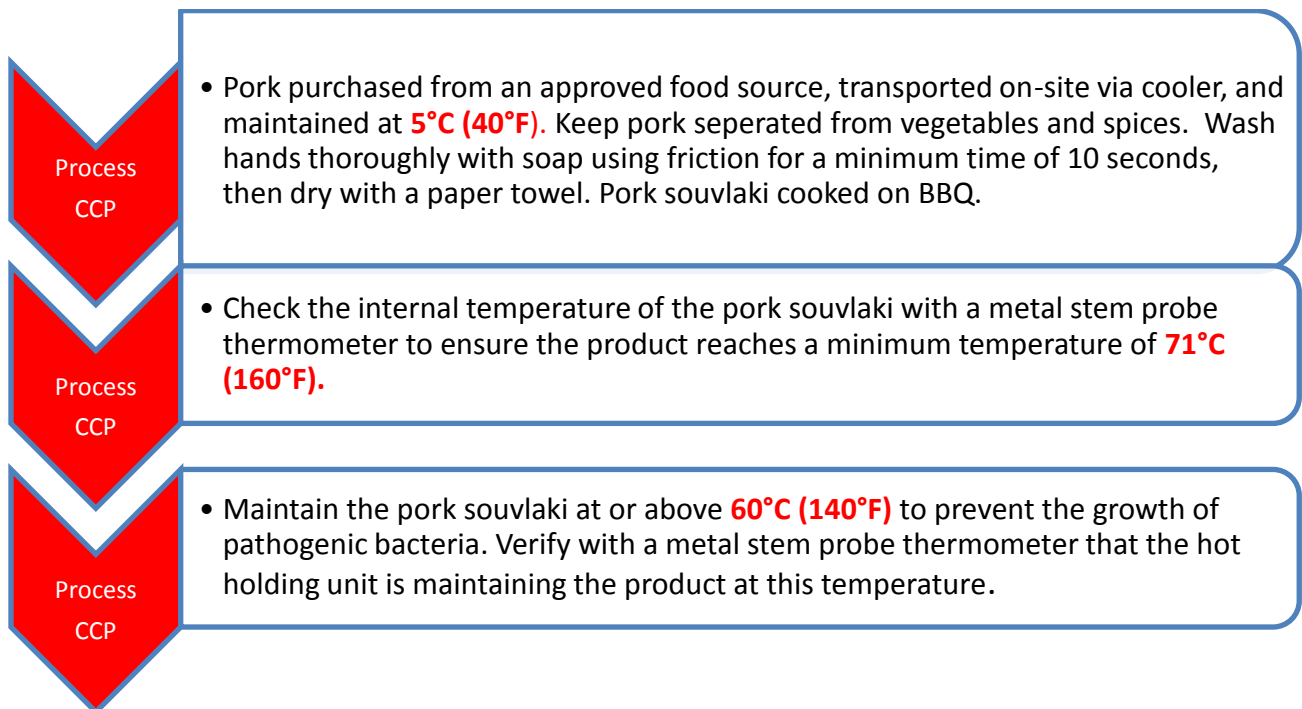 Process
CCP
• Pork purchased from an approved food source, transported on-site via cooler, and
maintained at 5°C (40°F). Keep pork seperated from vegetables and spices.  Wash
hands thoroughly with soap using friction for a minimum time of 10 seconds,
then dry with a paper towel. Pork souvlaki cooked on BBQ.
Process
CCP
• Check the internal temperature of the pork souvlaki with a metal stem probe
thermometer to ensure the product reaches a minimum temperature of 71°C
(160°F).
Process
CCP
• Maintain the pork souvlaki at or above 60°C (140°F) to prevent the growth of
pathogenic bacteria. Verify with a metal stem probe thermometer that the hot
holding unit is maintaining the product at this temperature.